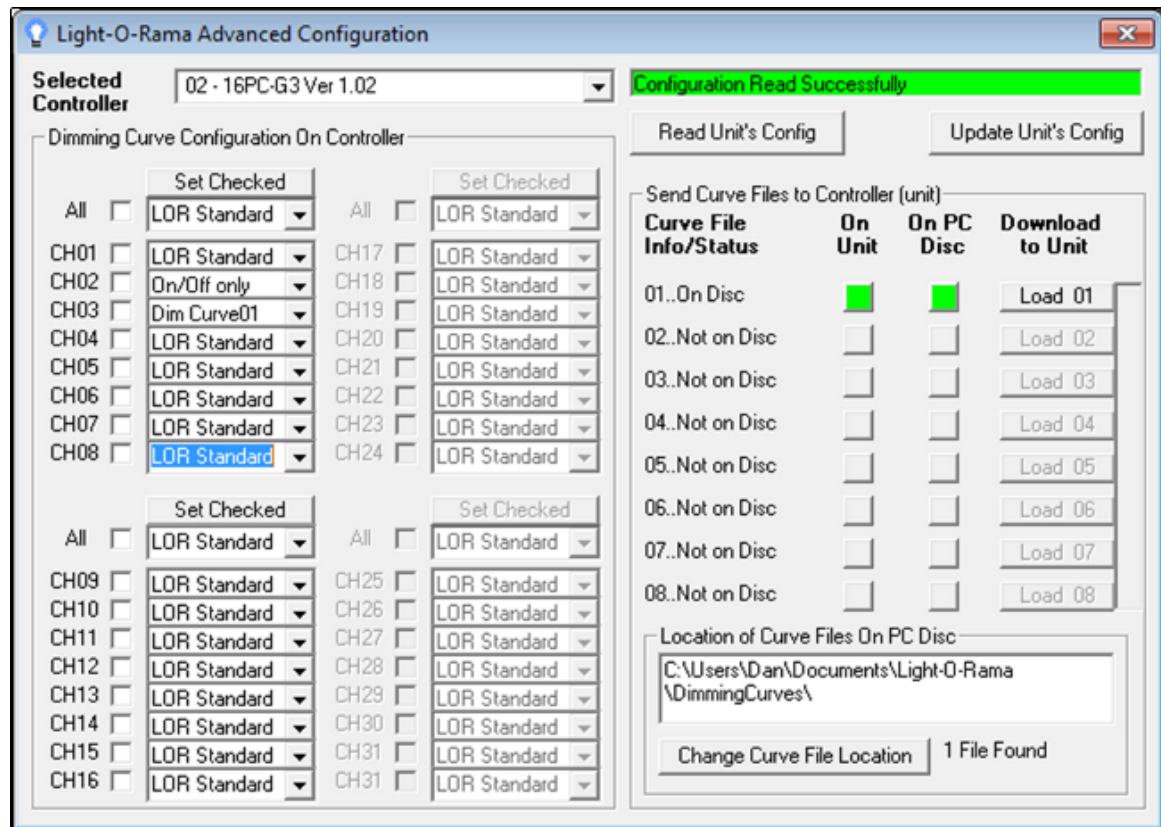 Light-O-Rama Advanced Configuration
Selected
Controller
02 - 16PC-G3 Ver 1.02
Dimming Curve Configuration On Controller
Set Checked Set Checked
All LOR Standard All LOR Standard
CH01 LOR Standard CH17 LOR Standard
CH02 On/Off only CH18 LOR Standard
CH03 Dim Curve01 CH19 LOR Standard
CH04 LOR Standard CH20 LOR Standard
CH05 LOR Standard CH21 LOR Standard
CH06 LOR Standard CH22 LOR Standard
CH07 LOR Standard CH23 LOR Standard
CH08 LOR Standard CH24 LOR Standard
Set Checked Set Checked
All LOR Standard All LOR Standard
CH09 LOR Standard CH25 LOR Standard
CH10 LOR Standard CH26 LOR Standard
CH11 LOR Standard CH27 LOR Standard
CH12 LOR Standard CH28 LOR Standard
CH13 LOR Standard CH29 LOR Standard
CH14 LOR Standard CH30 LOR Standard
CH15 LOR Standard CH31 LOR Standard
CH16 LOR Standard CH31 LOR Standard
Configuration Read Successfully
Read Unit's Config Update Unit's Config
Send Curve Files to Controller (unit)
Curve File On On PC Download
Info/Status Unit Disc to Unit
01..On Disc Load 01
02..Not on Disc Load 02
03..Not on Disc Load 03
04..Not on Disc Load 04
05..Not on Disc Load 05
06..Not on Disc Load 06
07..Not on Disc Load 07
08..Not on Disc Load 08
Location of Curve Files On PC Disc
C:\Users\Dan\Documents\Light-O-Rama
\DimmingCurves\
Change Curve File Location 1 File Found